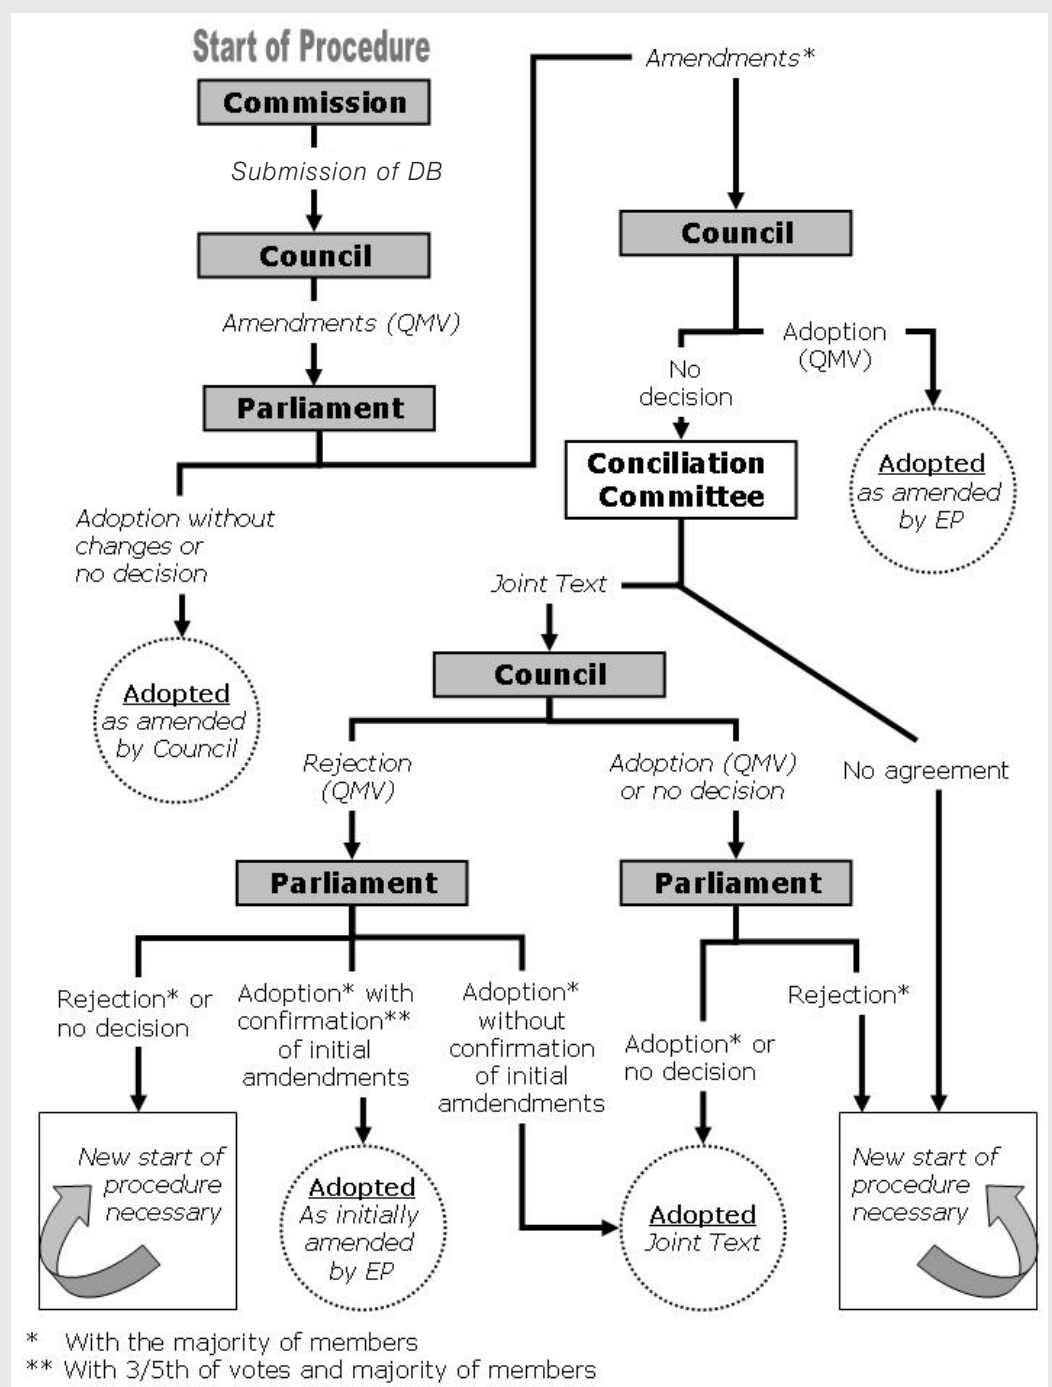 Start of Procedure
Commission
Submission of DB
Council
Amendments (QMV)
Parliament
Adoption without
changes or
no decision
Adopted
as amended
by Council
Amendments*
Council
Adoption
(QMV)
Adopted
as amended
by EP
No
decision
Conciliation
Committee
Joint Text
No agreement
Council
Rejection
(QMV)
Adoption (QMV)
or no decision
Parliament
Parliament
Rejection* or
no decision
Adoption* with
confirmation**
of initial
amdendments
Adoption*
without
confirmation
of initial
amdendments
Adoption* or
no decision
Rejection*
New start of
procedure
necessary
Adopted
As initially
amended
by EP
Adopted
Joint Text
New start of
procedure
necessary
* With the majority of members
** With 3/5th of votes and majority of members